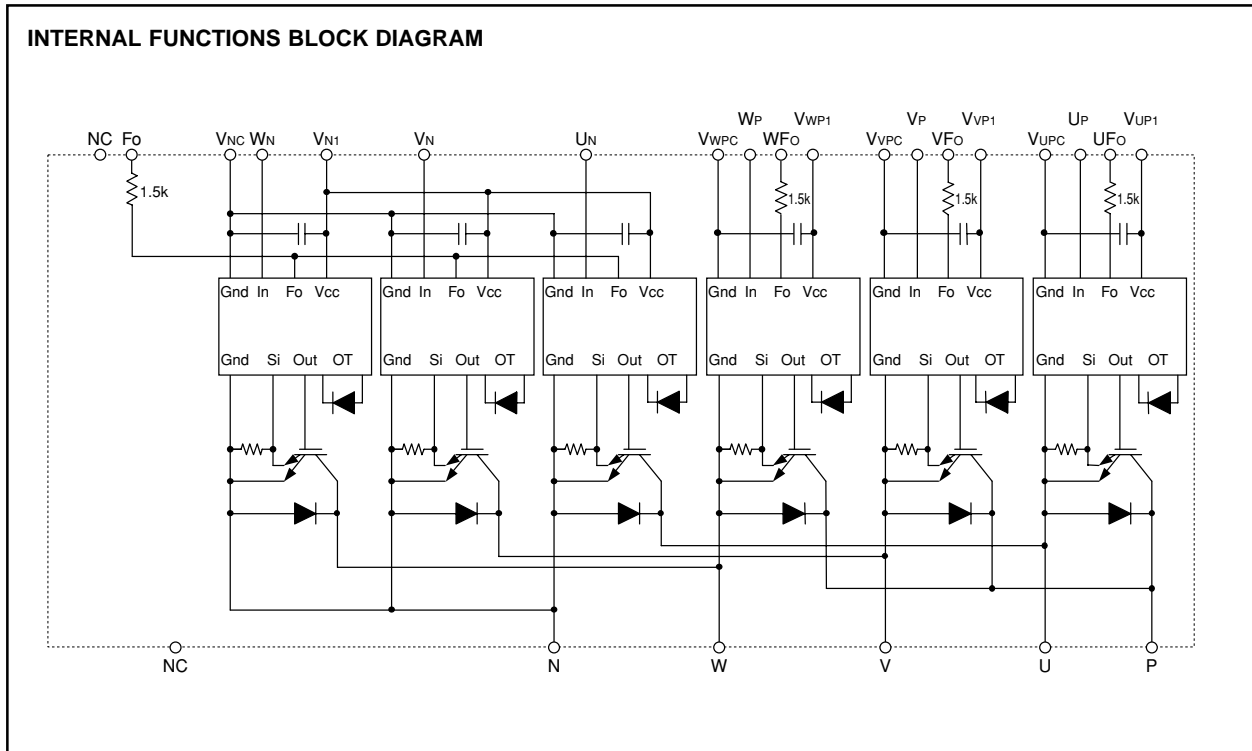 INTERNAL FUNCTIONS BLOCK DIAGRAM
WP VWP1 VP VVP1 UP VUP1
NC FO VNC WN VN1 VN UN VWPC WFO VVPC VFO VUPC UFO
1.5k 1.5k 1.5k 1.5k
Gnd In Fo Vcc Gnd In Fo Vcc Gnd In Fo Vcc Gnd In Fo Vcc Gnd In Fo Vcc Gnd In Fo Vcc
Gnd Si Out OT Gnd Si Out OT Gnd Si Out OT Gnd Si Out OT Gnd Si Out OT Gnd Si Out OT
NC N W V U P